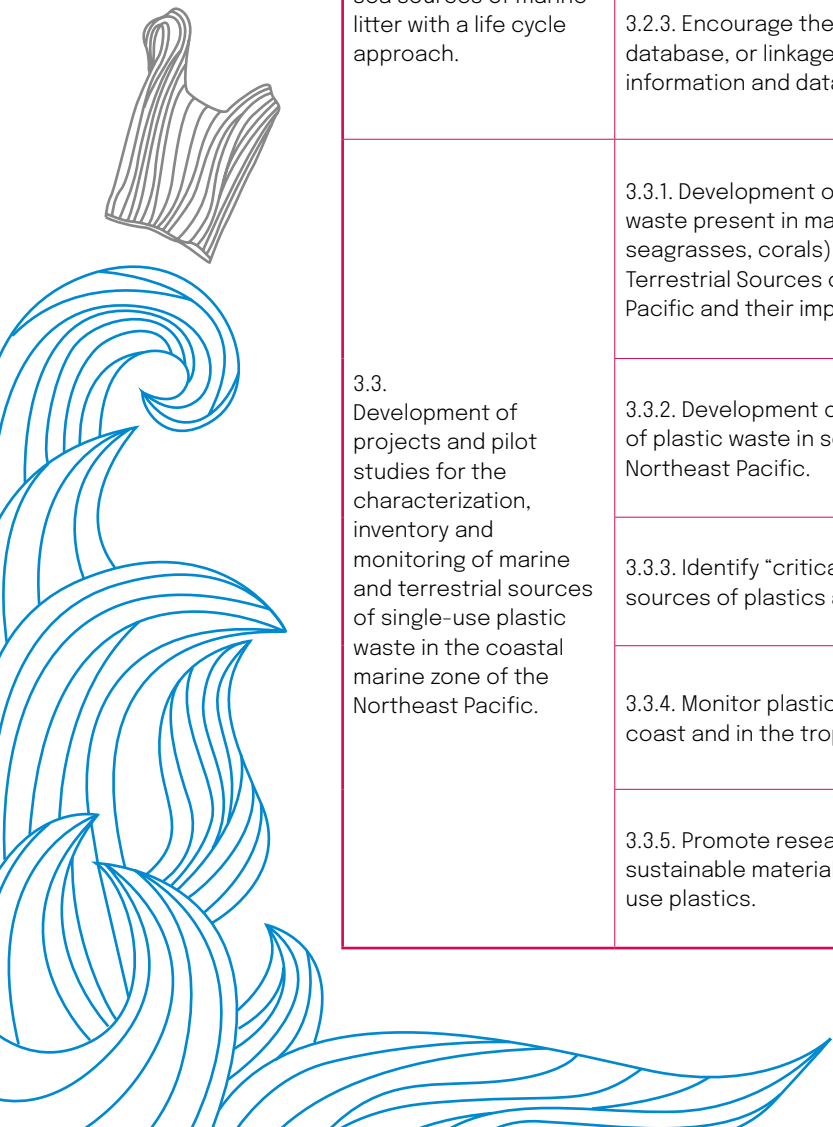 litter with a life cycle
approach.
3.2.3. Encourage the
database, or linkage
information and data
3.3.
Development of
projects and pilot
studies for the
characterization,
inventory and
monitoring of marine
and terrestrial sources
of single-use plastic
waste in the coastal
marine zone of the
Northeast Pacific.
3.3.1. Development o
waste present in ma
seagrasses, corals)
Terrestrial Sources
Pacific and their imp
3.3.2. Development
of plastic waste in s
Northeast Pacific.
3.3.3. Identify “critica
sources of plastics
3.3.4. Monitor plastic
coast and in the trop
3.3.5. Promote resea
sustainable materia
use plastics.